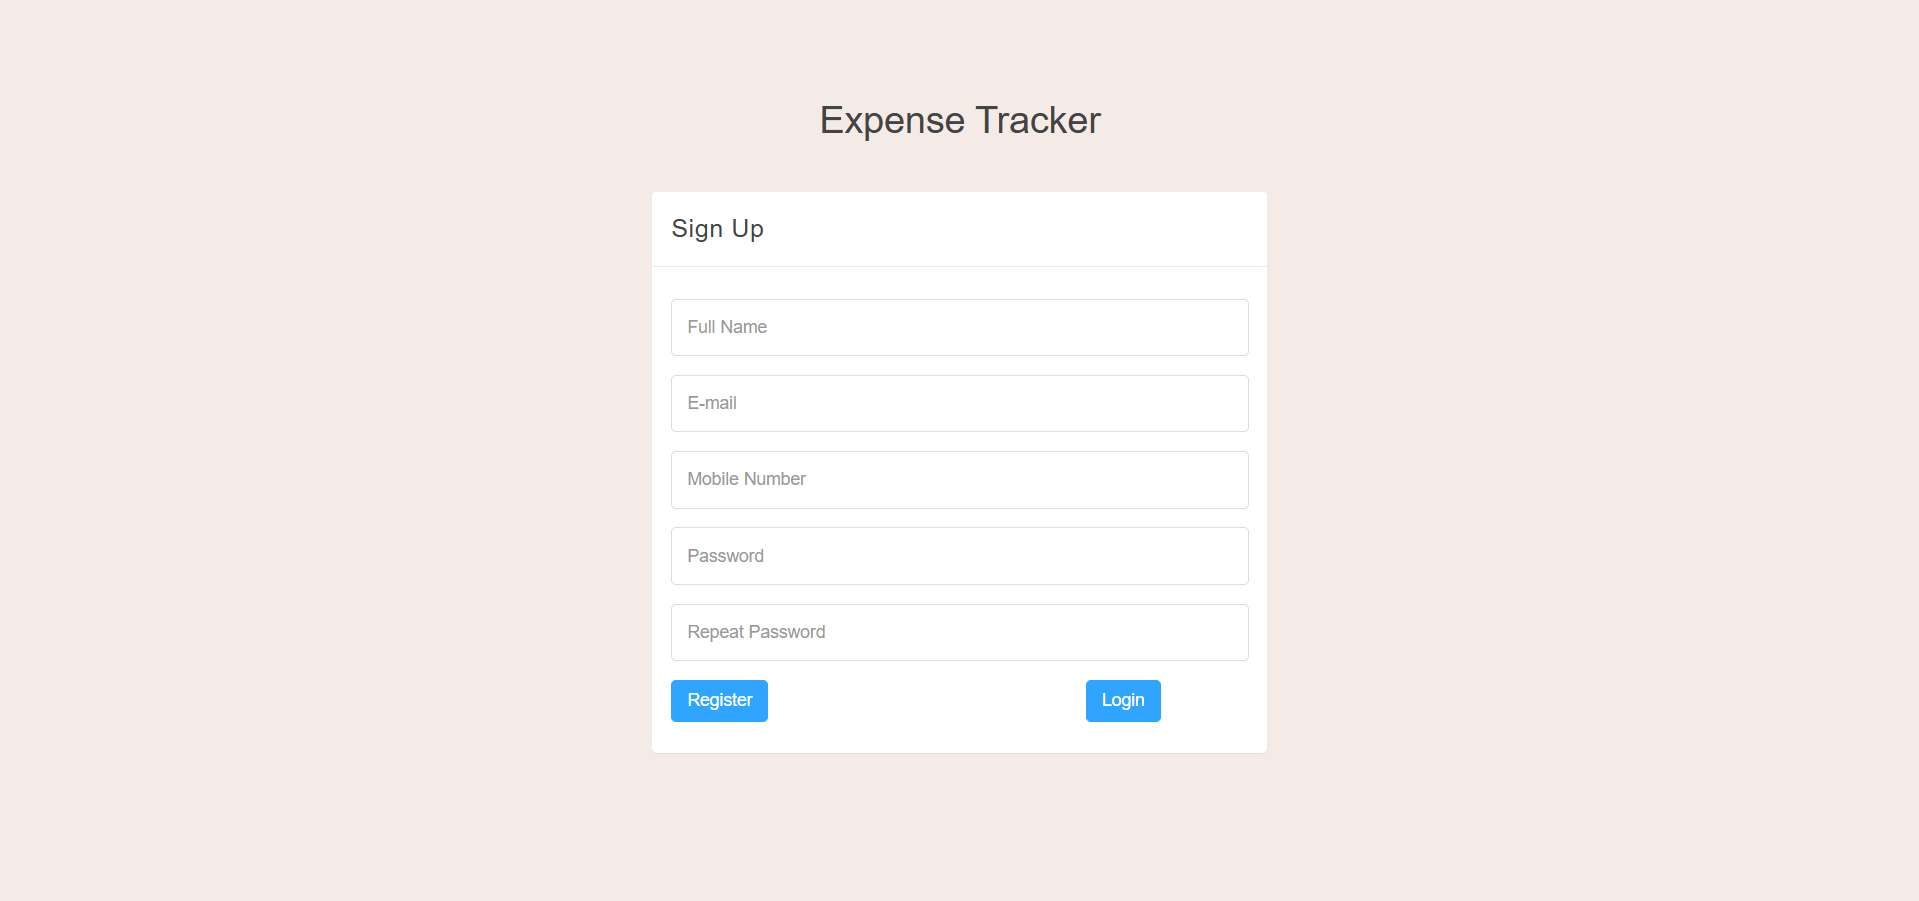 Expense Tracker
Sign Up
Full Name
E-mail
Mobile Number
Password
Repeat Password
Register Login